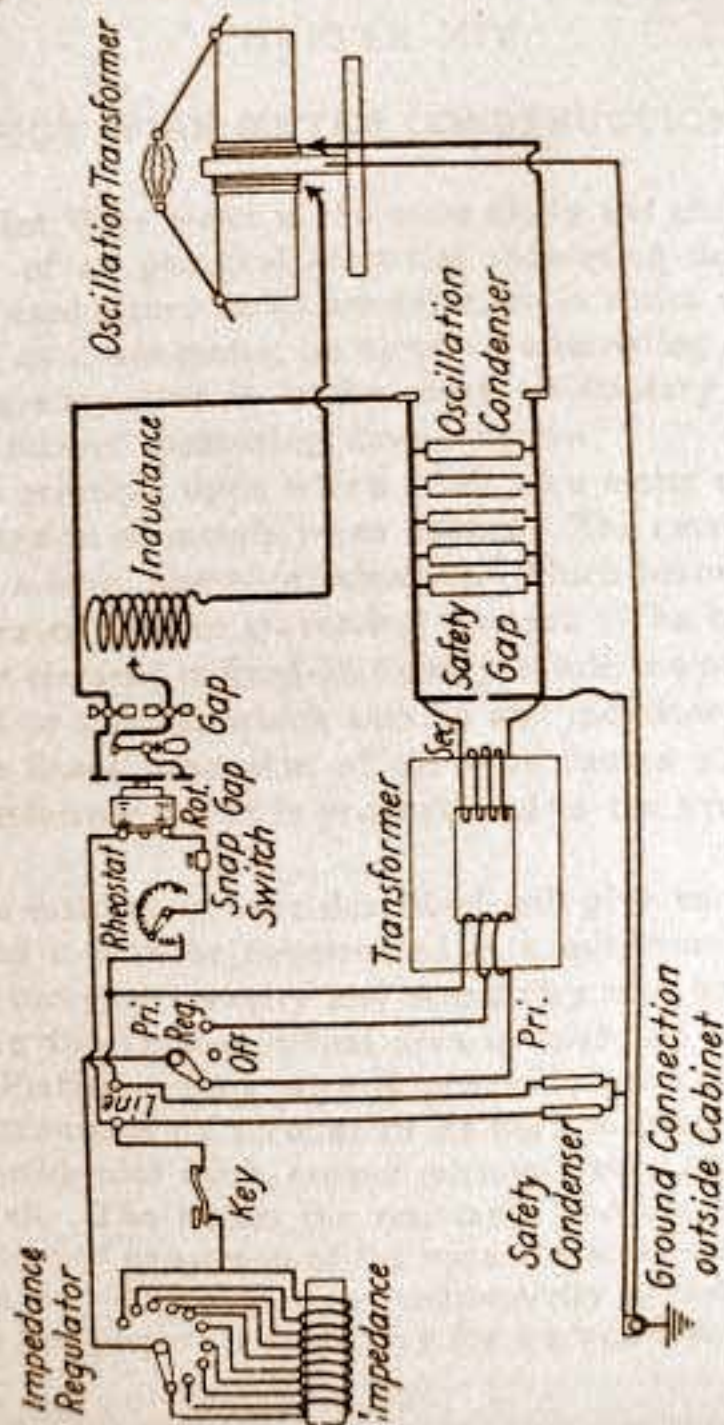 Oscillation Transformer
Inductance
Oscillation
Condenser
Gap
Safety
Gap
Rot.
Snap Gap
Switch
Rheostat
Sec.
Transformer
Pri.
Reg.
Off
Pri.
Line
Key
Safety
Condenser
Impedance
Regulator
Impedance
Ground Connection
outside Cabinet